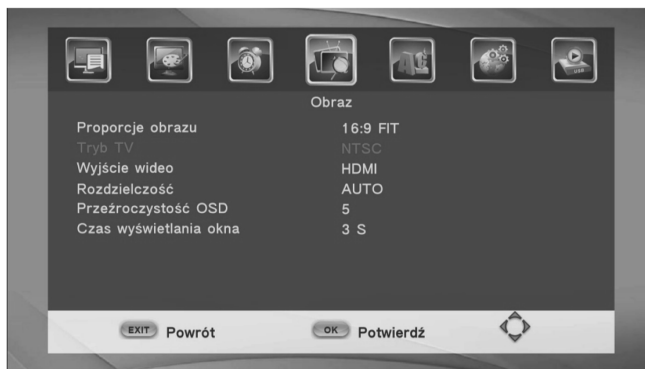 USB
Obraz
Proporcje obrazu 16:9 FIT
Tryb TV NTSC
Wyjście wideo HDMI
Rozdzielczość AUTO
Przeźroczystość OSD 5
Czas wyświetlania okna 3 S
EXIT Powrót OK Potwierdź